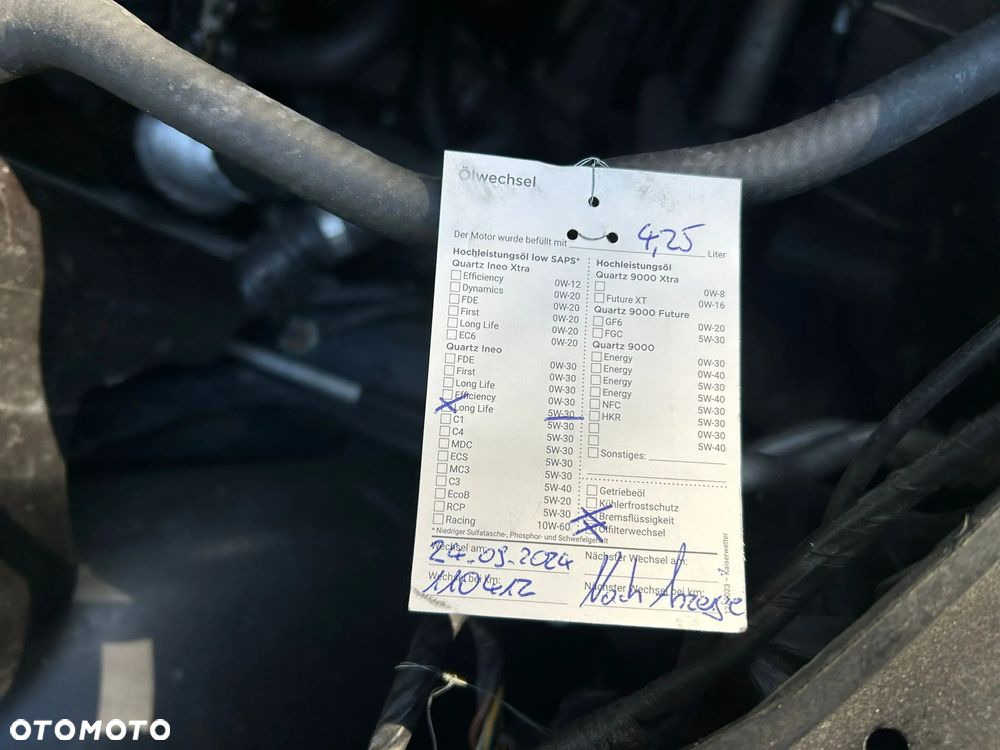 Ölwechsel
Der Motor wurde befüllt mit 4,25 Liter
Hochleistungsöl low SAPS*
Quartz Ineo Xtra
Efficiency 0W-12
Dynamics 0W-20
FDE 0W-20
First 0W-20
Long Life 0W-20
EC6 0W-20
Quartz Ineo
FDE 0W-30
First 0W-30
Long Life 0W-30
Efficiency 0W-30
Long Life 5W-30
C1 5W-30
C4 5W-30
MDC 5W-30
ECS 5W-30
MC3 5W-30
C3 5W-40
EcoB 5W-20
RCP 5W-30
Racing 10W-60
* Niedriger Sulfatasche-, Phosphor- und Schwefelgehalt
Wechsel am:
24.09.2024
Wechsel bei km:
110412
Hochleistungsöl
Quartz 9000 Xtra
0W-8
Future XT 0W-16
Quartz 9000 Future
GF6 0W-20
FGC 5W-30
Quartz 9000
Energy 0W-30
Energy 0W-40
Energy 5W-30
Energy 5W-40
NFC 5W-30
HKR 5W-30
0W-30
5W-40
Sonstiges:
Getriebeöl
Kühlerfrostschutz
Bremsflüssigkeit
Ölfilterwechsel
Nächster Wechsel am:
Nächster Wechsel bei km:
Nach Anzeige
OTOMOTO